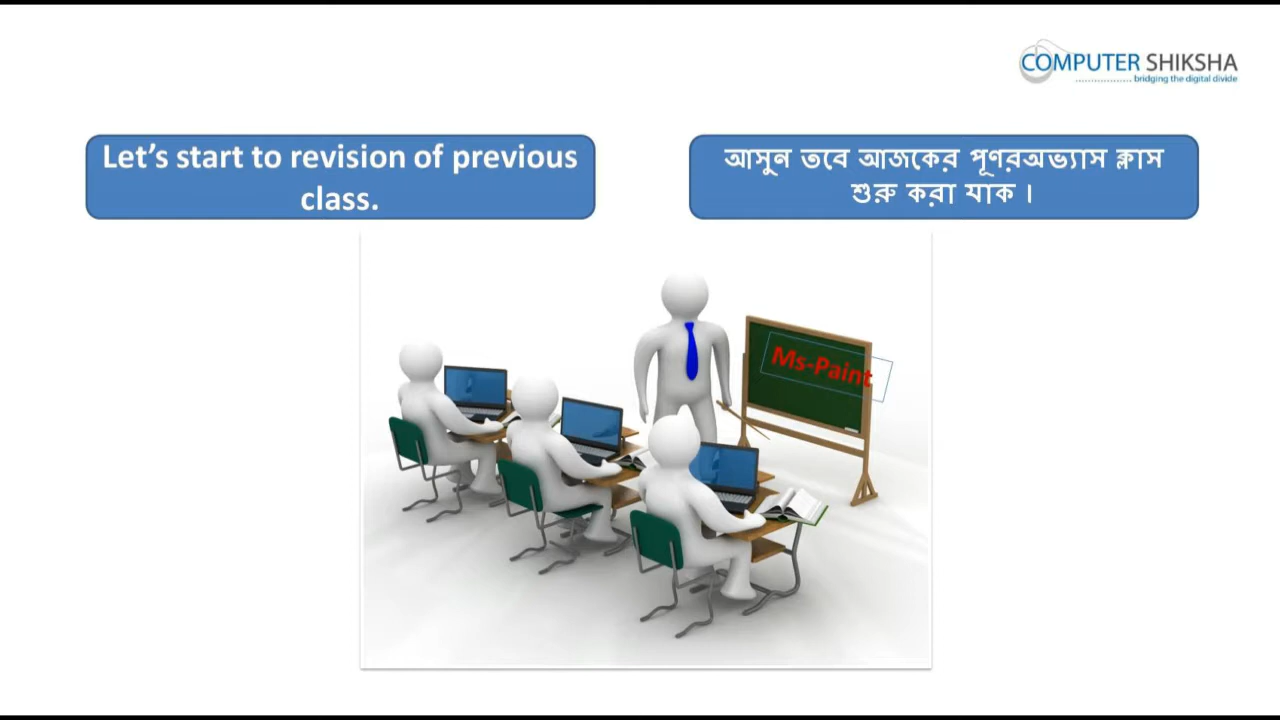 COMPUTER SHIKSHA
bridging the digital divide
Let's start to revision of previous
class.
আসুন তবে আজকের পূণরঅভ্যাস ক্লাস
শুরু করা যাক ।
Ms-Paint